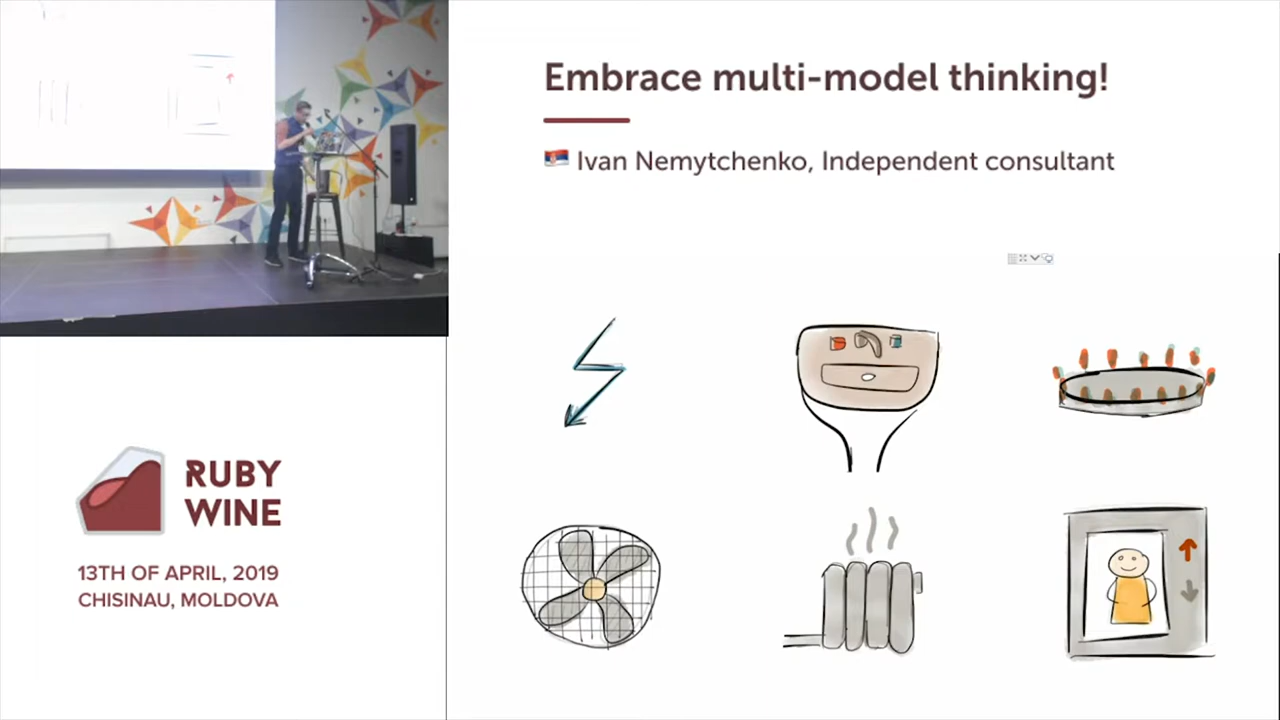 Embrace multi-model thinking!
Ivan Nemytchenko, Independent consultant
RUBY
WINE
13TH OF APRIL, 2019
CHISINAU, MOLDOVA